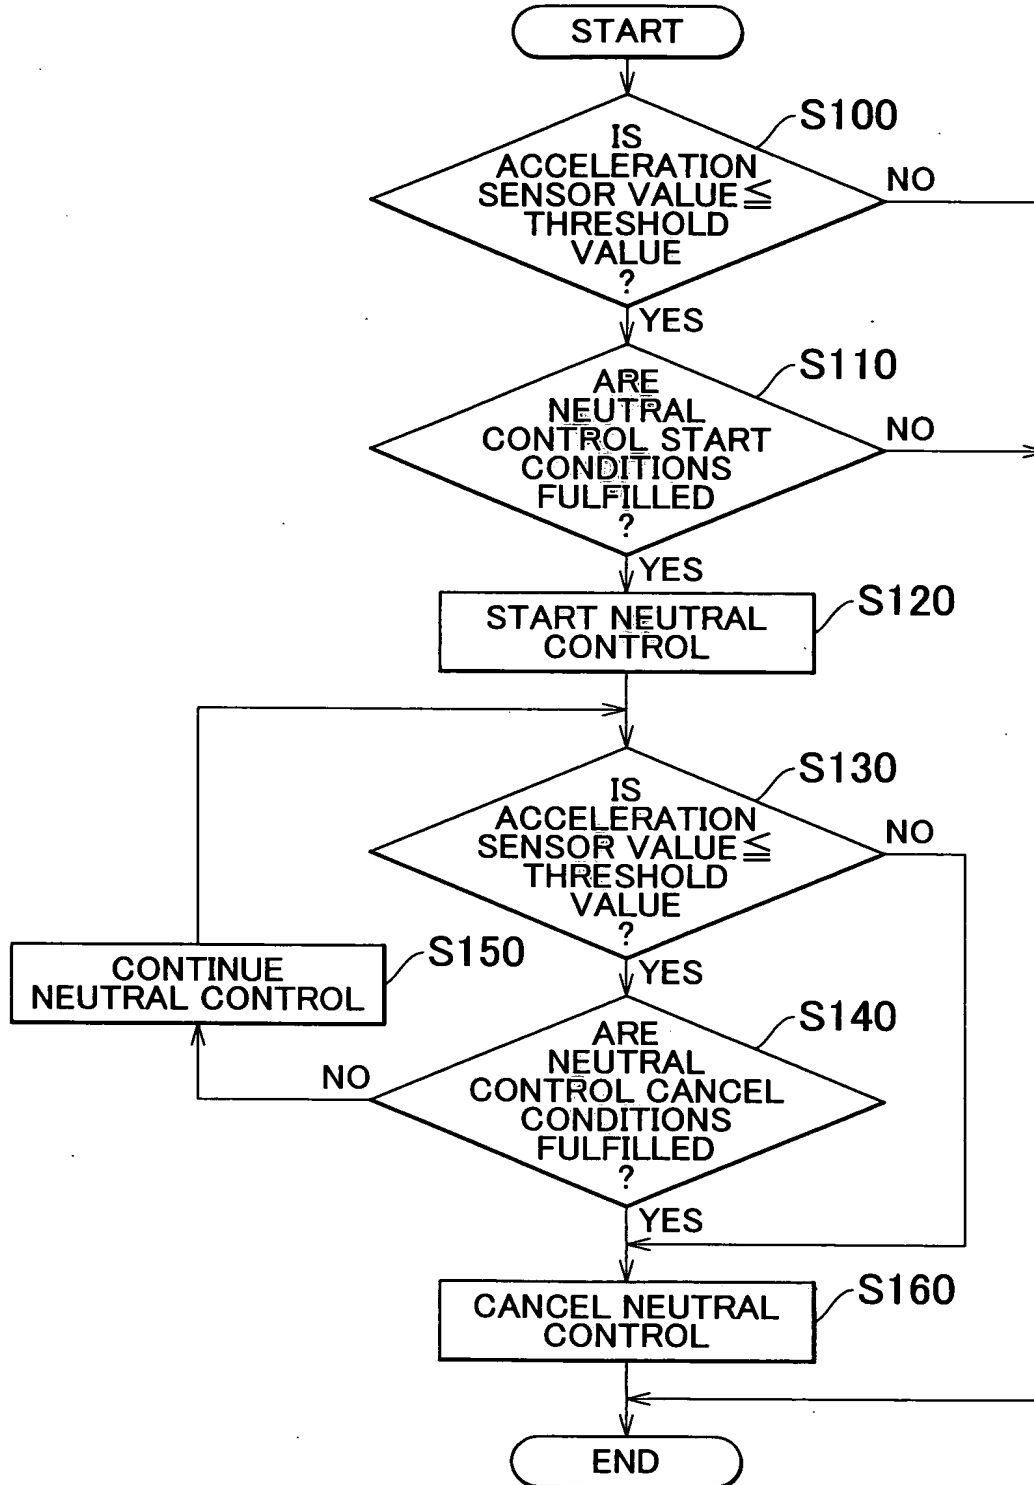 START
S100
IS
ACCELERATION
SENSOR VALUE≦
THRESHOLD
VALUE
?
NO
YES
S110
ARE
NEUTRAL
CONTROL START
CONDITIONS
FULFILLED
?
NO
YES
S120
START NEUTRAL
CONTROL
S130
IS
ACCELERATION
SENSOR VALUE≦
THRESHOLD
VALUE
?
NO
YES
S150
CONTINUE
NEUTRAL CONTROL
S140
ARE
NEUTRAL
CONTROL CANCEL
CONDITIONS
FULFILLED
?
NO
YES
S160
CANCEL NEUTRAL
CONTROL
END